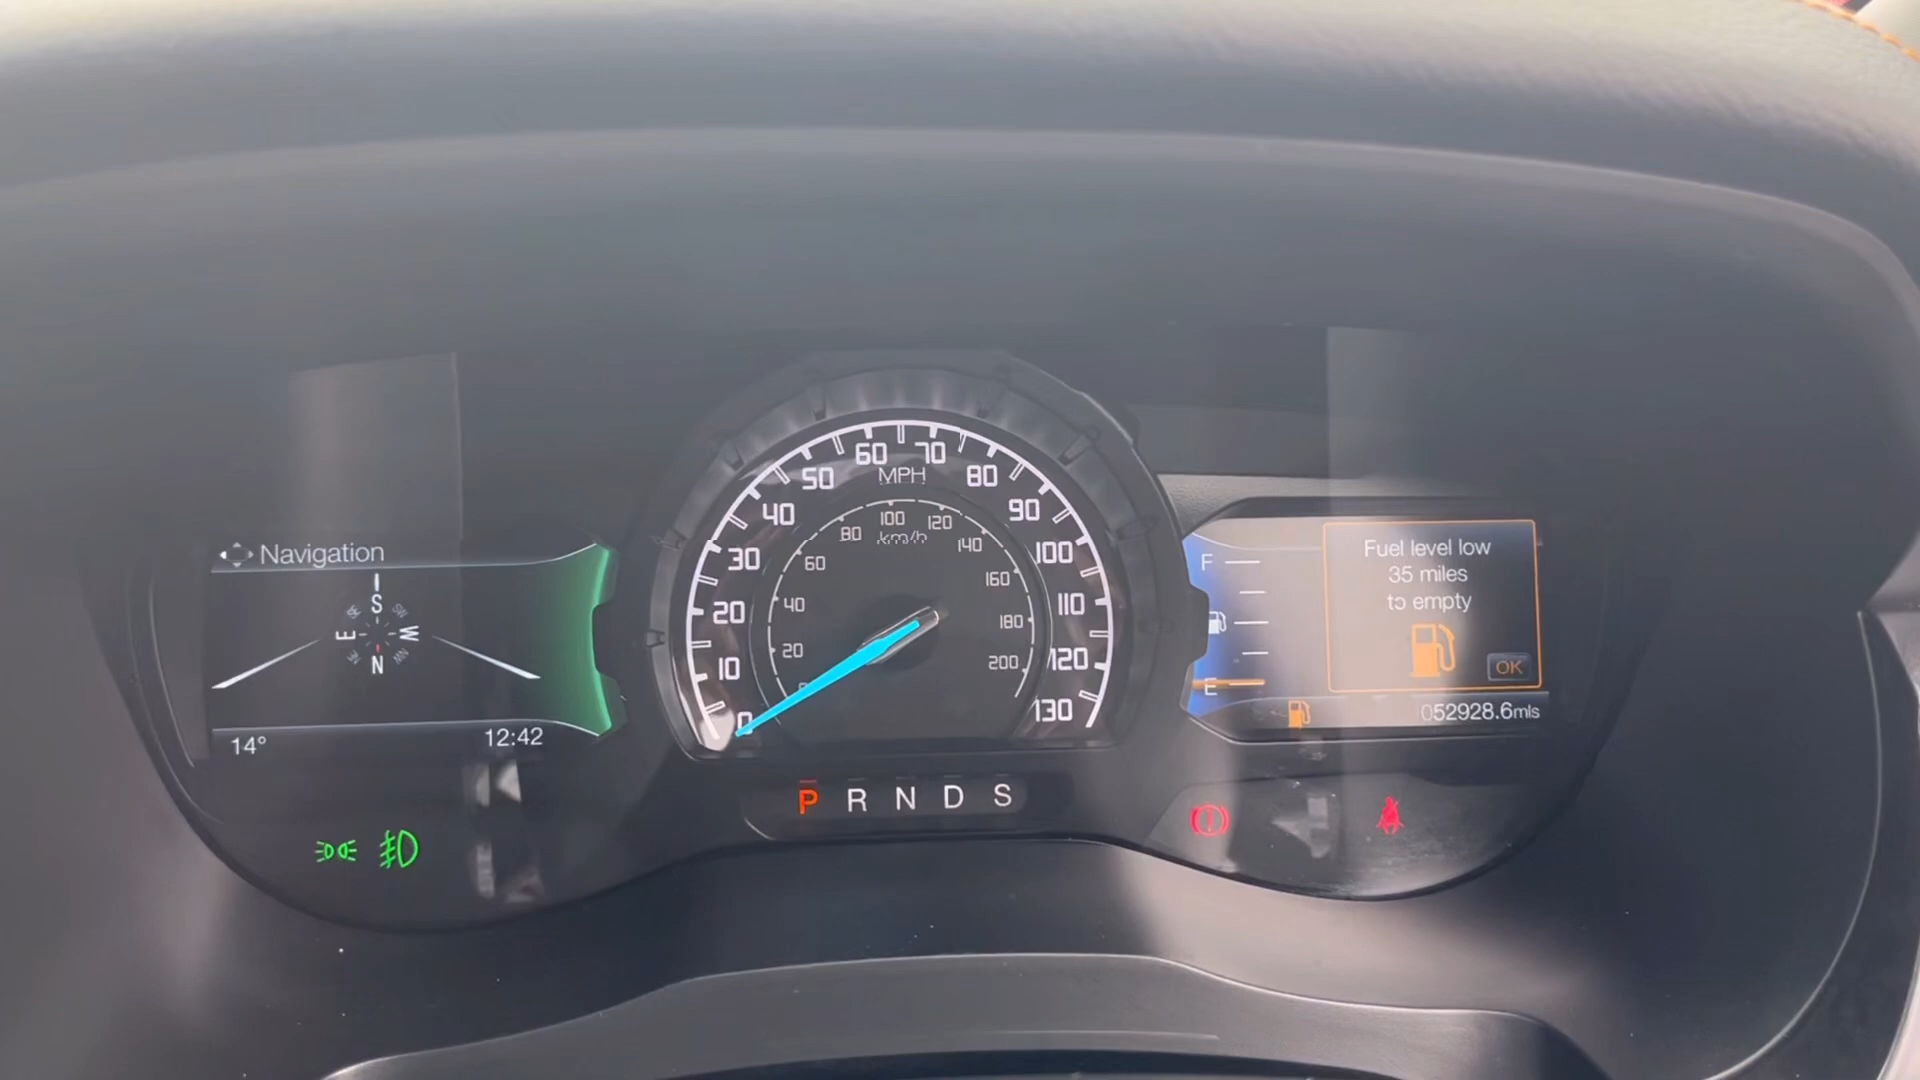 Navigation
S
E W
N
14° 12:42
0 10 20 30 40 50 60 70 80 90 100 110 120 130
MPH
20 40 60 80 100 120 140 160 180 200
km/h
P R N D S
F
E
Fuel level low
35 miles
to empty
OK
052928.6mls